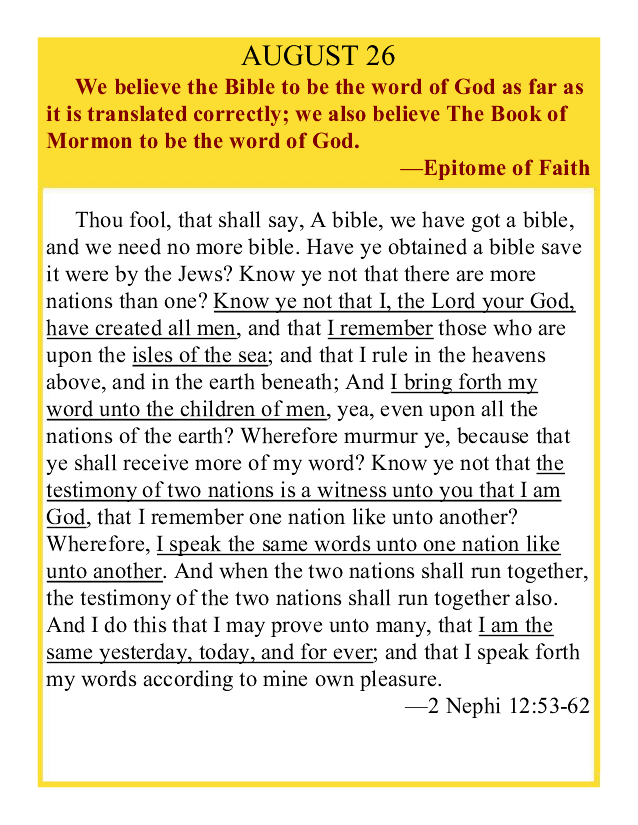 AUGUST 26
We believe the Bible to be the word of God as far as
it is translated correctly; we also believe The Book of
Mormon to be the word of God.
—Epitome of Faith
Thou fool, that shall say, A bible, we have got a bible,
and we need no more bible. Have ye obtained a bible save
it were by the Jews? Know ye not that there are more
nations than one? Know ye not that I, the Lord your God,
have created all men, and that I remember those who are
upon the isles of the sea; and that I rule in the heavens
above, and in the earth beneath; And I bring forth my
word unto the children of men, yea, even upon all the
nations of the earth? Wherefore murmur ye, because that
ye shall receive more of my word? Know ye not that the
testimony of two nations is a witness unto you that I am
God, that I remember one nation like unto another?
Wherefore, I speak the same words unto one nation like
unto another. And when the two nations shall run together,
the testimony of the two nations shall run together also.
And I do this that I may prove unto many, that I am the
same yesterday, today, and for ever; and that I speak forth
my words according to mine own pleasure.
—2 Nephi 12:53-62